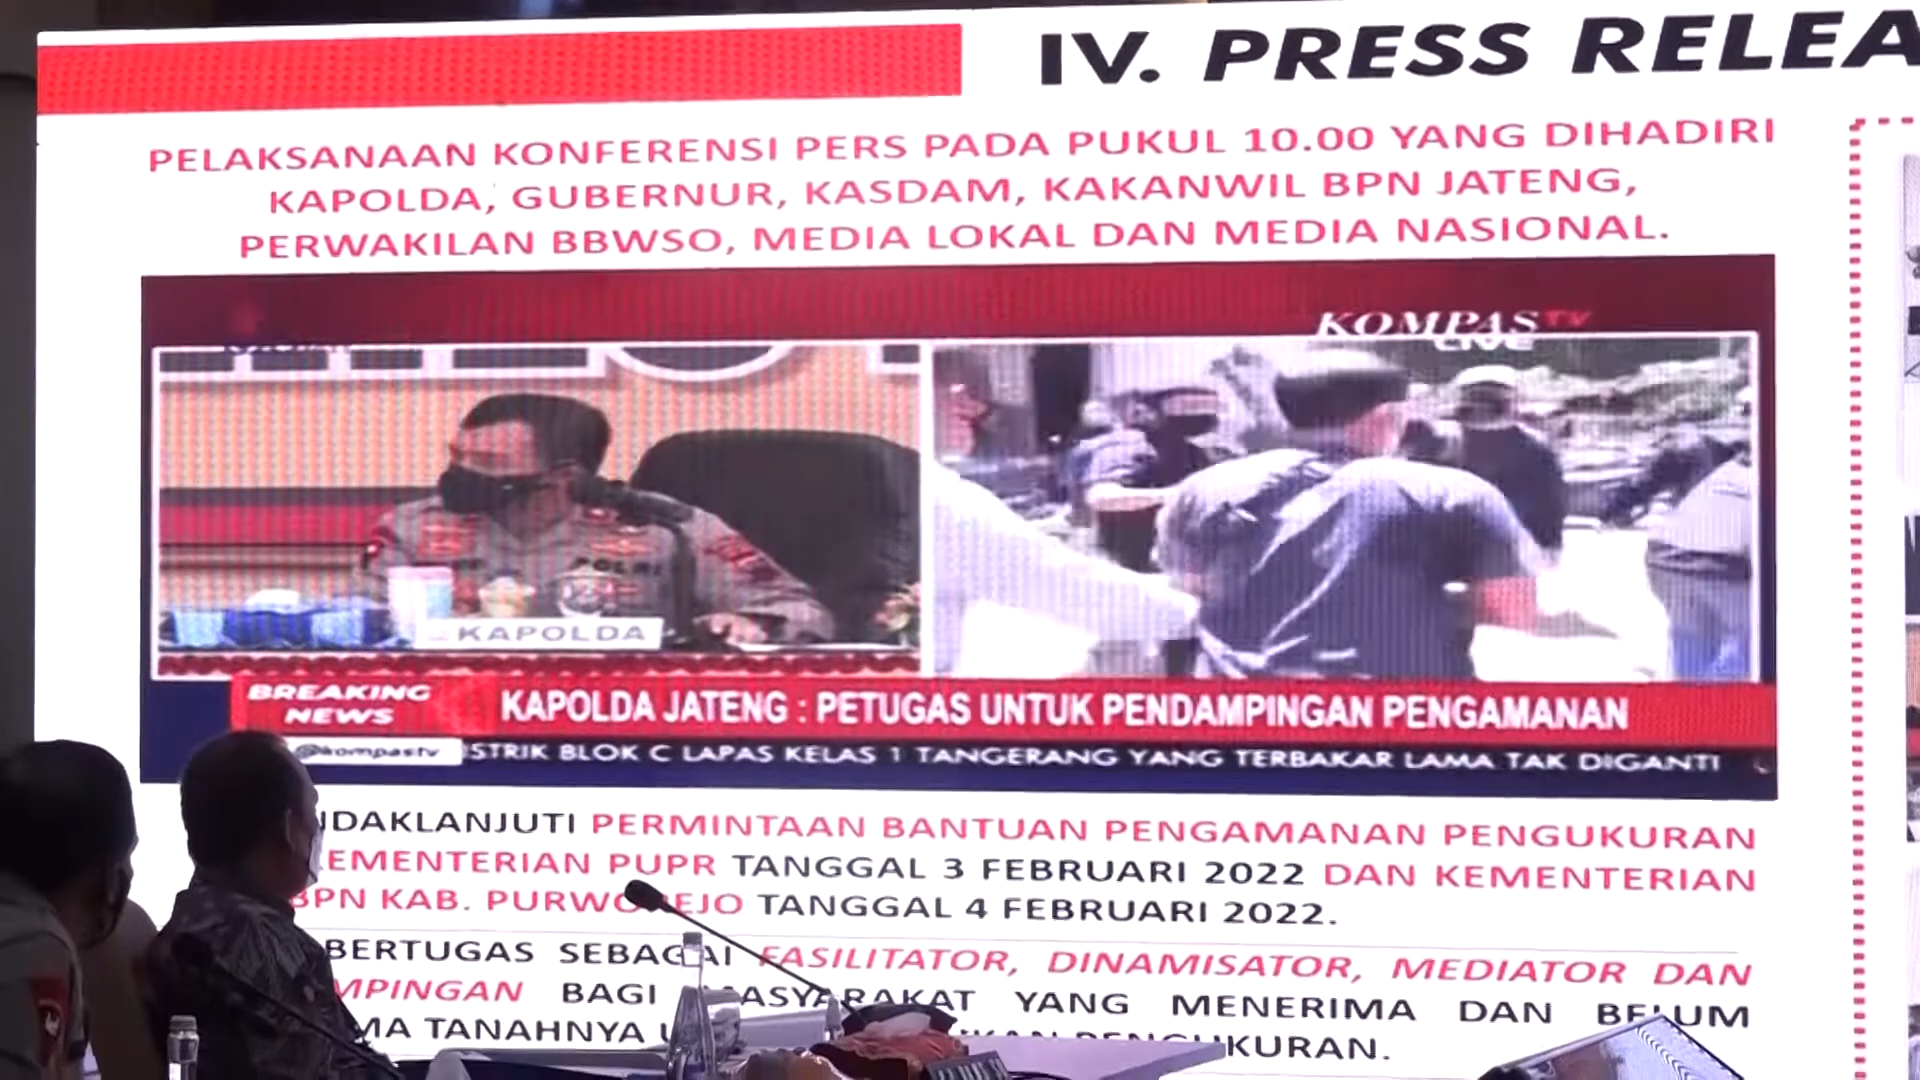 IV. PRESS RELEA
PELAKSANAAN KONFERENSI PERS PADA PUKUL 10.00 YANG DIHADIRI
KAPOLDA, GUBERNUR, KASDAM, KAKANWIL BPN JATENG,
PERWAKILAN BBWSO, MEDIA LOKAL DAN MEDIA NASIONAL.
KOMPAS TV
LIVE
POLRI
KAPOLDA
BREAKING
NEWS
KAPOLDA JATENG : PETUGAS UNTUK PENDAMPINGAN PENGAMANAN
@kompastv
STRIK BLOK C LAPAS KELAS 1 TANGERANG YANG TERBAKAR LAMA TAK DIGANTI
NDAKLANJUTI PERMINTAAN BANTUAN PENGAMANAN PENGUKURAN
EMENTERIAN PUPR TANGGAL 3 FEBRUARI 2022 DAN KEMENTERIAN
BPN KAB. PURWOREJO TANGGAL 4 FEBRUARI 2022.
BERTUGAS SEBAGAI FASILITATOR, DINAMISATOR, MEDIATOR DAN
MPINGAN BAGI MASYARAKAT YANG MENERIMA DAN BELUM
MA TANAHNYA KUKURAN.